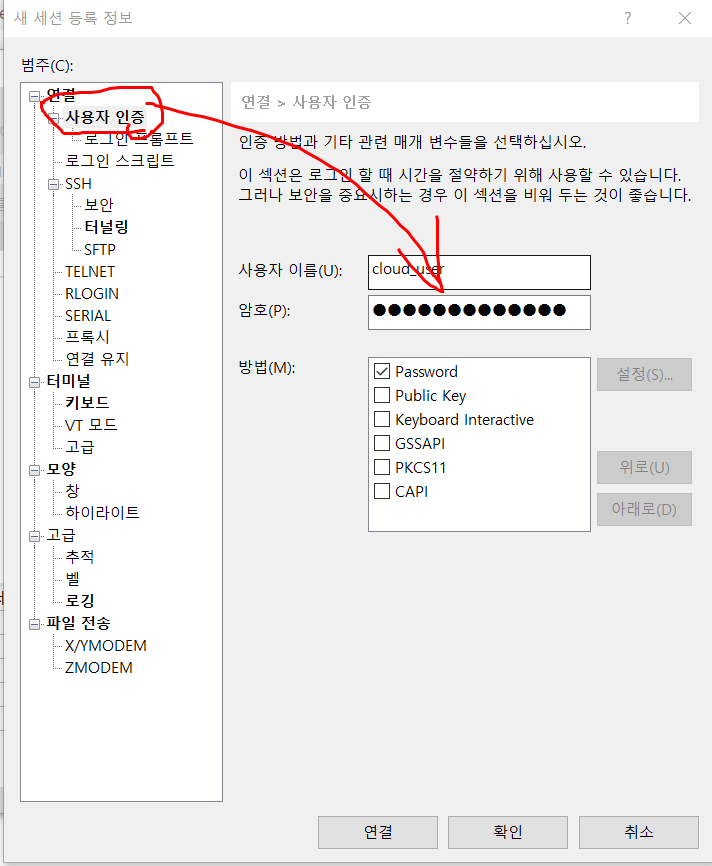 새 세션 등록 정보
?
범주(C):
연결
사용자 인증
로그인 프롬프트
로그인 스크립트
SSH
보안
터널링
SFTP
TELNET
RLOGIN
SERIAL
프록시
연결 유지
터미널
키보드
VT 모드
고급
모양
창
하이라이트
고급
추적
벨
로깅
파일 전송
X/YMODEM
ZMODEM
연결 > 사용자 인증
인증 방법과 기타 관련 매개 변수들을 선택하십시오.
이 섹션은 로그인 할 때 시간을 절약하기 위해 사용할 수 있습니다.
그러나 보안을 중요시하는 경우 이 섹션을 비워 두는 것이 좋습니다.
사용자 이름(U):
cloud_user
암호(P):
●●●●●●●●●●●●●
방법(M):
Password
Public Key
Keyboard Interactive
GSSAPI
PKCS11
CAPI
설정(S)...
위로(U)
아래로(D)
연결
확인
취소